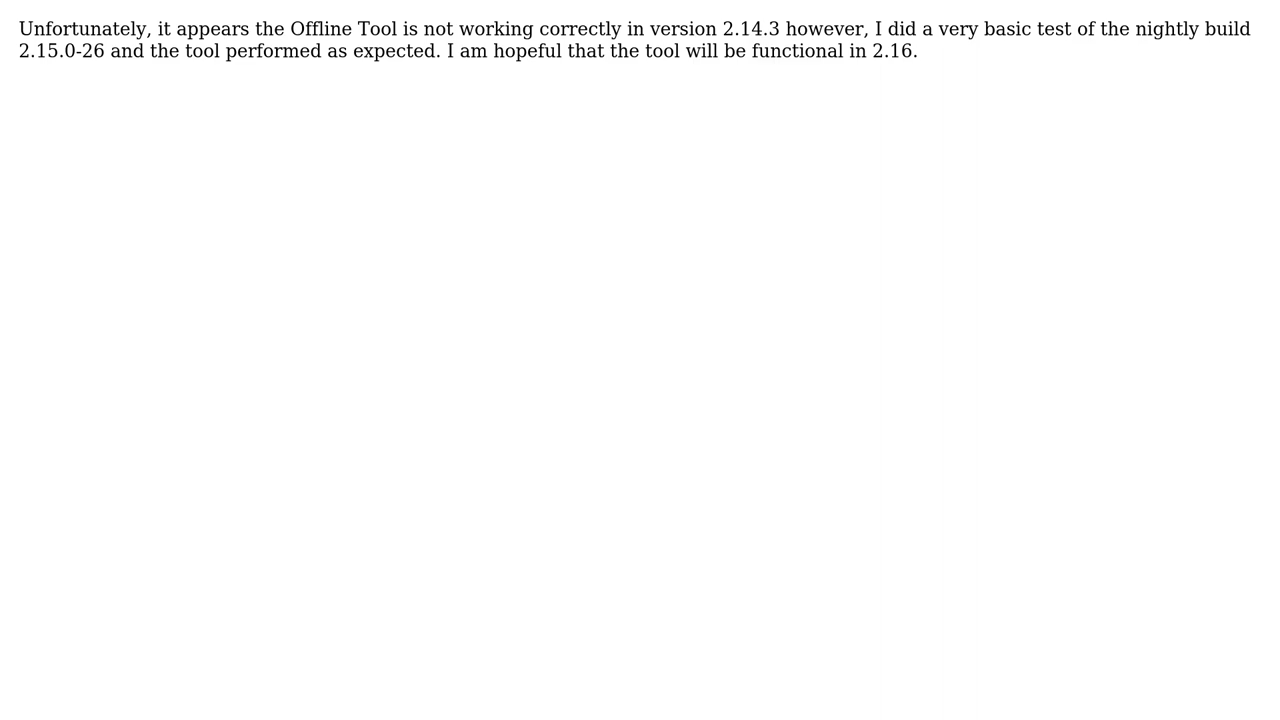 Unfortunately, it appears the Offline Tool is not working correctly in version 2.14.3 however, I did a very basic test of the nightly build
2.15.0-26 and the tool performed as expected. I am hopeful that the tool will be functional in 2.16.